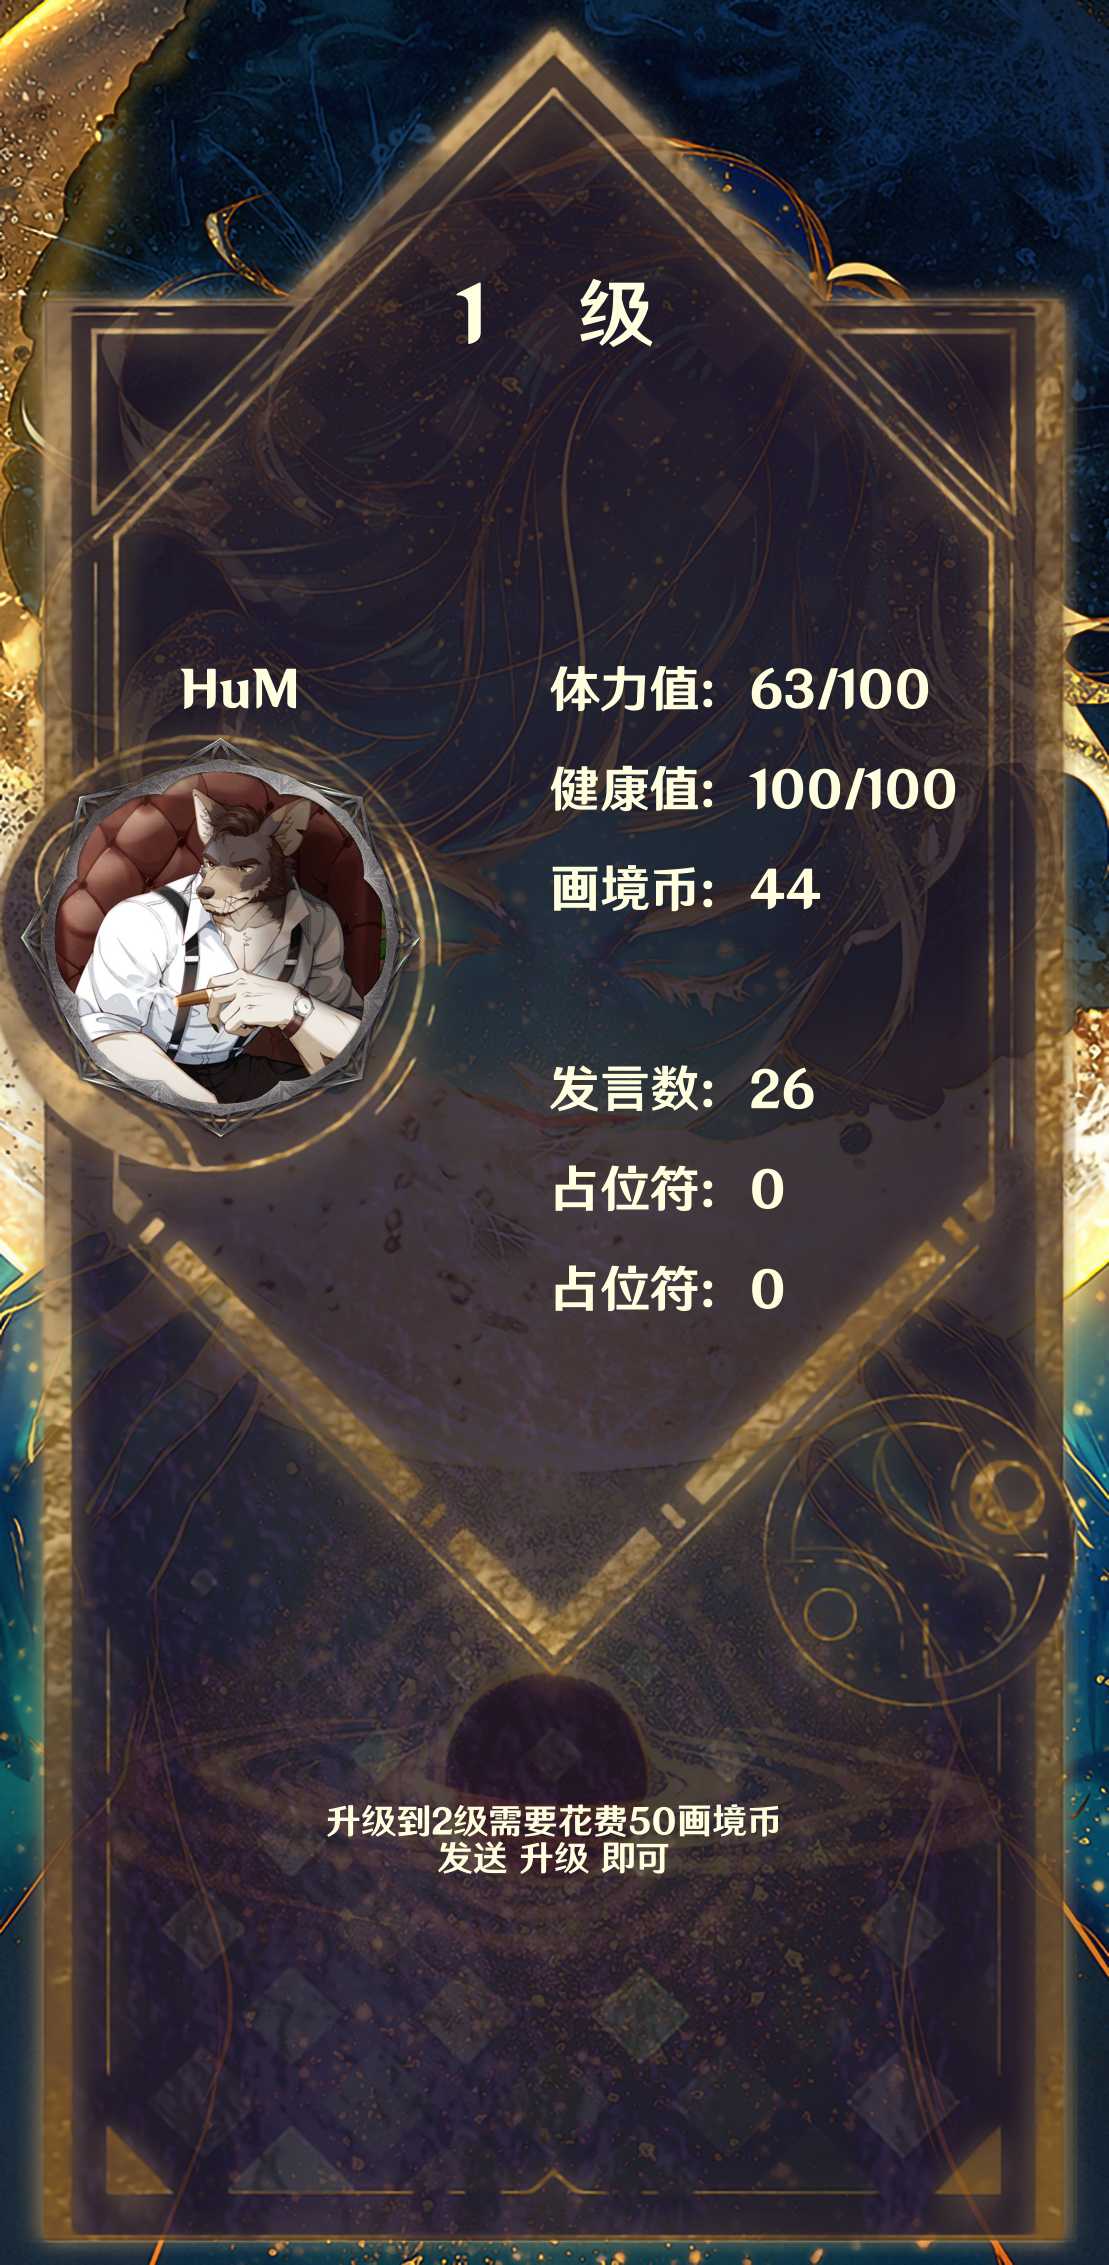 1 级
HuM
体力值: 63/100
健康值: 100/100
画境币: 44
发言数: 26
占位符: 0
占位符: 0
升级到2级需要花费50画境币
发送 升级 即可